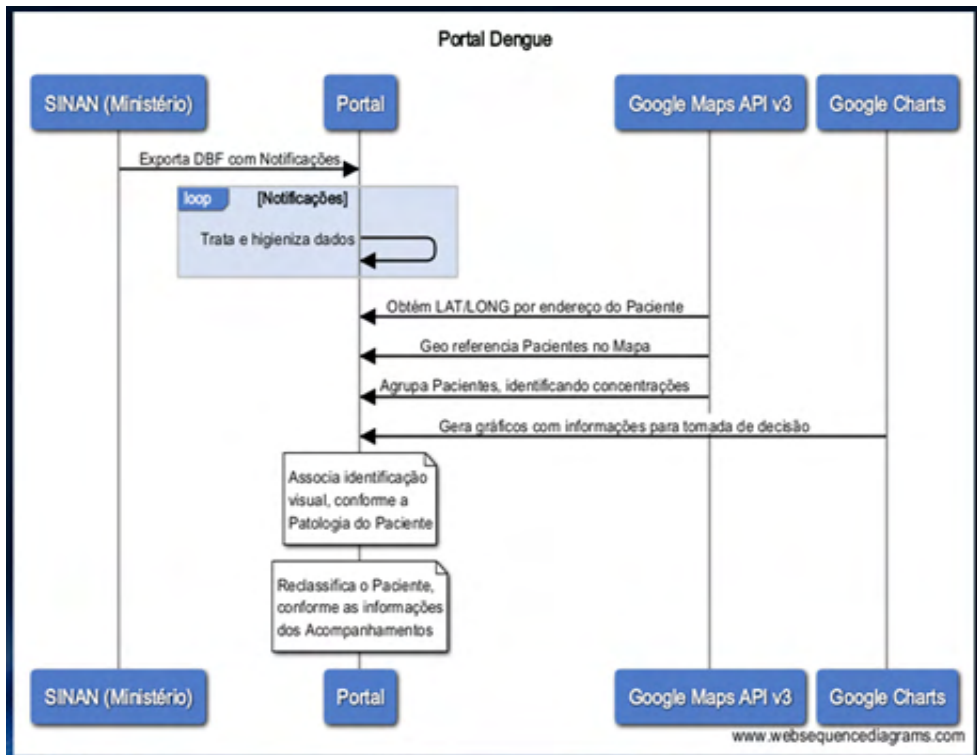 Portal Dengue
SINAN (Ministério)
Portal
Google Maps API v3
Google Charts
Exporta DBF com Notificações
loop
[Notificações]
Trata e higieniza dados
Obtém LAT/LONG por endereço do Paciente
Geo referencia Pacientes no Mapa
Agrupa Pacientes, identificando concentrações
Gera gráficos com informações para tomada de decisão
Associa identificação
visual, conforme a
Patologia do Paciente
Reclassifica o Paciente,
conforme as informações
dos Acompanhamentos
SINAN (Ministério)
Portal
Google Maps API v3
Google Charts
www.websequencediagrams.com